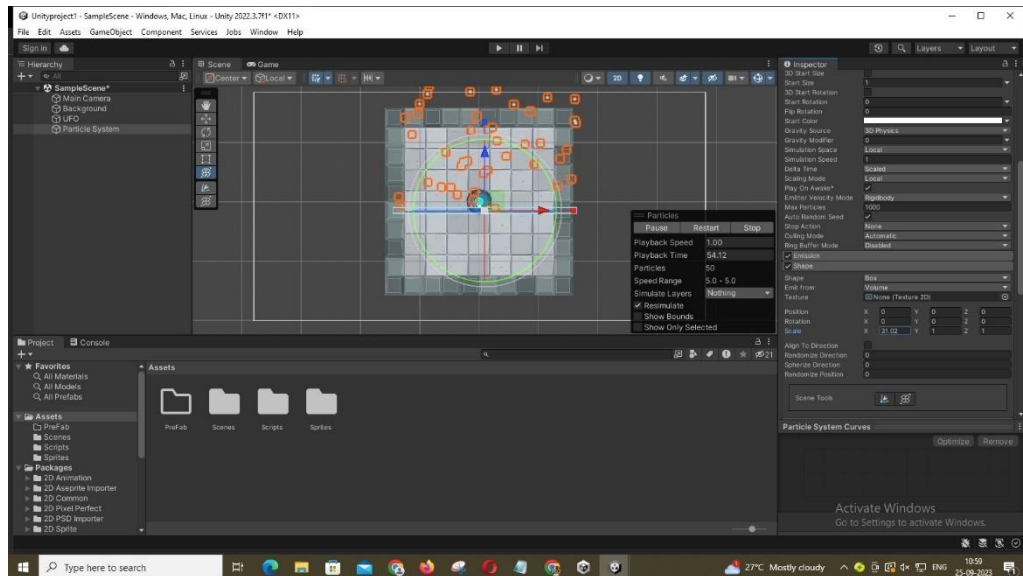 Unityproject1 - SampleScene - Windows, Mac, Linux - Unity 2022.3.7f1* <DX11>
File Edit Assets GameObject Component Services Jobs Window Help
Sign in
Layers
Layout
Hierarchy
All
SampleScene*
Main Camera
Background
UFO
Particle System
Scene
Game
Center
Local
2D
Particles
Pause Restart Stop
Playback Speed 1.00
Playback Time 54.12
Particles 50
Speed Range 5.0 - 5.0
Simulate Layers Nothing
Resimulate
Show Bounds
Show Only Selected
Inspector
3D Start Size
Start Size 1
3D Start Rotation
Start Rotation 0
Flip Rotation 0
Start Color
Gravity Source 3D Physics
Gravity Modifier 0
Simulation Space Local
Simulation Speed 1
Delta Time Scaled
Scaling Mode Local
Play On Awake*
Emitter Velocity Mode Rigidbody
Max Particles 1000
Auto Random Seed
Stop Action None
Culling Mode Automatic
Ring Buffer Mode Disabled
Emission
Shape
Shape Box
Emit from: Volume
Texture None (Texture 2D)
Position X 0 Y 0 Z 0
Rotation X 0 Y 0 Z 0
Scale X 31.02 Y 1 Z 1
Align To Direction
Randomize Direction 0
Spherize Direction 0
Randomize Position 0
Scene Tools
Particle System Curves
Optimize Remove
Project
Console
21
Favorites
All Materials
All Models
All Prefabs
Assets
PreFab
Scenes
Scripts
Sprites
Packages
2D Animation
2D Aseprite Importer
2D Common
2D Pixel Perfect
2D PSD Importer
2D Sprite
Assets
PreFab Scenes Scripts Sprites
Activate Windows
Go to Settings to activate Windows.
Type here to search
27°C Mostly cloudy
ENG
10:59
25-09-2023